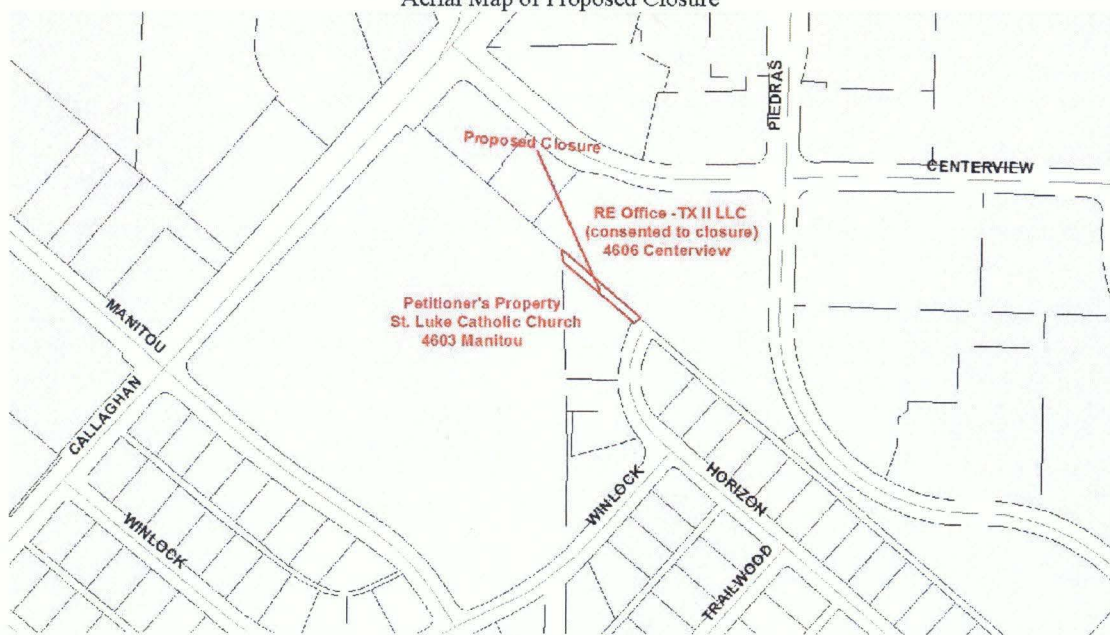 Aerial Map of Proposed Closure
PIEDRAS
Proposed Closure
CENTERVIEW
RE Office -TX II LLC
(consented to closure)
4606 Centerview
Petitioner's Property
St. Luke Catholic Church
4603 Manitou
MANITOU
CALLAGHAN
WINLOCK
WINLOCK
HORIZON
TRAILWOOD